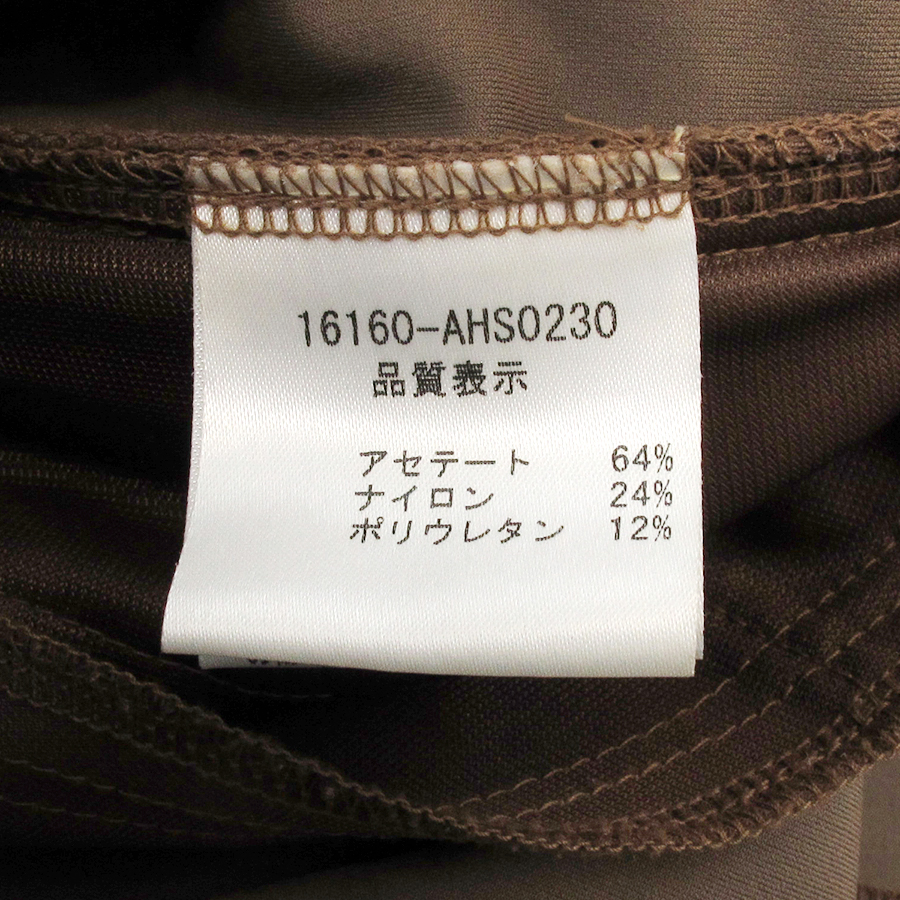 16160-AHS0230
品質表示
アセテート 64%
ナイロン 24%
ポリウレタン 12%